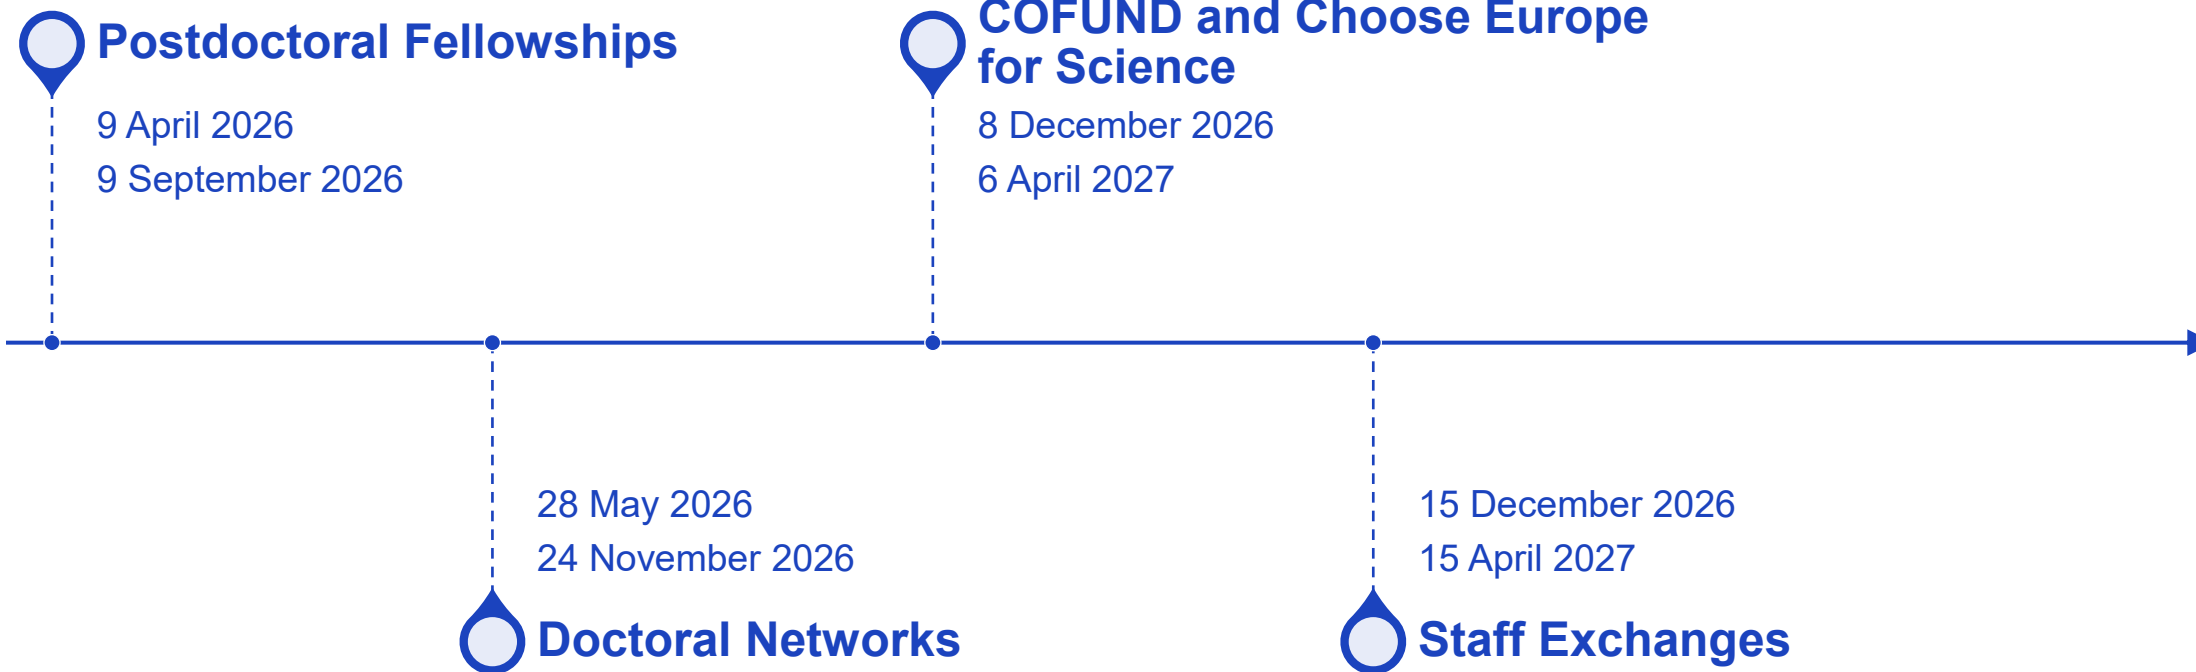 Postdoctoral Fellowships
9 April 2026
9 September 2026
COFUND and Choose Europe
for Science
8 December 2026
6 April 2027
28 May 2026
24 November 2026
Doctoral Networks
15 December 2026
15 April 2027
Staff Exchanges